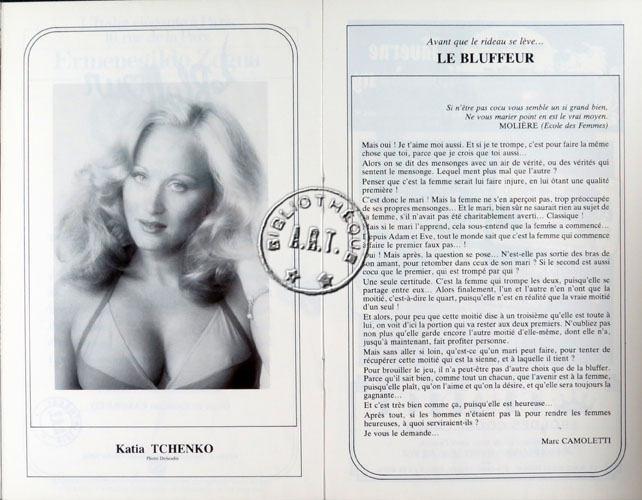 Katia TCHENKO
Avant que le rideau se lève...
LE BLUFFEUR
Si n'être pas cocu vous semble un si grand bien,
Ne vous marier point en est le vrai moyen.
MOLIÈRE (Ecole des Femmes)
Mais oui ! Je t'aime moi aussi. Et si je te trompe, c'est pour faire la même
chose que toi, parce que je crois que toi aussi...
Alors on se dit des mensonges avec un air de vérité, ou des vérités qui
sentent le mensonge. Lequel ment plus mal que l'autre ?
Penser que c'est la femme serait lui faire injure, en lui ôtant une qualité
première !
C'est donc le mari ! Mais la femme ne s'en aperçoit pas, trop préoccupée
de ses propres mensonges... Et le mari, bien sûr ne saurait rien au sujet de
sa femme, s'il n'avait pas été charitablement averti... Classique !
Mais si le mari l'apprend, cela sous-entend que la femme a commencé...
Depuis Adam et Eve, tout le monde sait que c'est la femme qui commence
à faire le premier faux pas... !
Oui ! Mais après, la question se pose... N'est-elle pas sortie des bras de
son amant, pour retomber dans ceux de son mari ? Si le second est aussi
cocu que le premier, qui est trompé par qui ?
Une seule certitude. C'est la femme qui trompe les deux, puisqu'elle se
partage entre eux... Alors finalement, l'un et l'autre n'en n'ont que la
moitié, c'est-à-dire le quart, puisqu'elle n'est en réalité que la vraie moitié
d'un seul !
Et alors, pour peu que cette moitié dise à un troisième qu'elle est toute à
lui, on voit d'ici la portion qui va rester aux deux premiers. N'oubliez pas
non plus qu'elle garde encore l'autre moitié d'elle-même, dont elle n'a,
jusqu'à maintenant, fait profiter personne.
Mais sans aller si loin, qu'est-ce qu'un mari peut faire, pour tenter de
récupérer cette moitié qui est la sienne, et à laquelle il tient ?
Pour brouiller le jeu, il n'a peut-être pas d'autre choix que de la bluffer.
Parce qu'il sait bien, comme tout un chacun, que l'avenir est à la femme,
puisqu'elle plaît, qu'on l'aime et qu'on la désire, et qu'elle sera toujours la
gagnante...
Et c'est très bien comme ça, puisqu'elle est heureuse...
Après tout, si les hommes n'étaient pas là pour rendre les femmes
heureuses, à quoi serviraient-ils ?
Je vous le demande...
Marc CAMOLETTI
BIBLIOTHÈQUE
A.R.T.